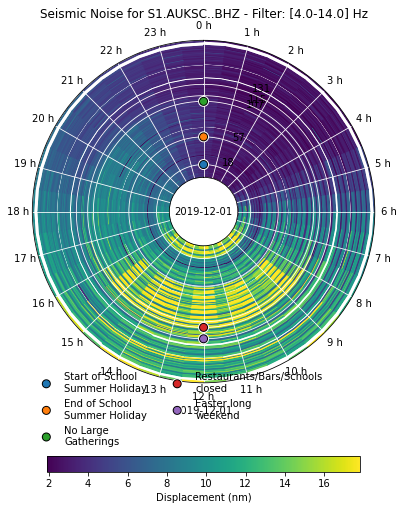 Seismic Noise for S1.AUKSC..BHZ - Filter: [4.0-14.0] Hz
0 h
23 h
1 h
22 h
2 h
21 h
3 h
20 h
4 h
19 h
5 h
18 h
2019-12-01
6 h
17 h
7 h
16 h
8 h
15 h
9 h
14 h
10 h
13 h
11 h
12 h
2019-12-01
Start of School
Summer Holiday
End of School
Summer Holiday
No Large
Gatherings
Restaurants/Bars/Schools
closed
Easter long
weekend
2
4
6
8
10
12
14
16
Displacement (nm)